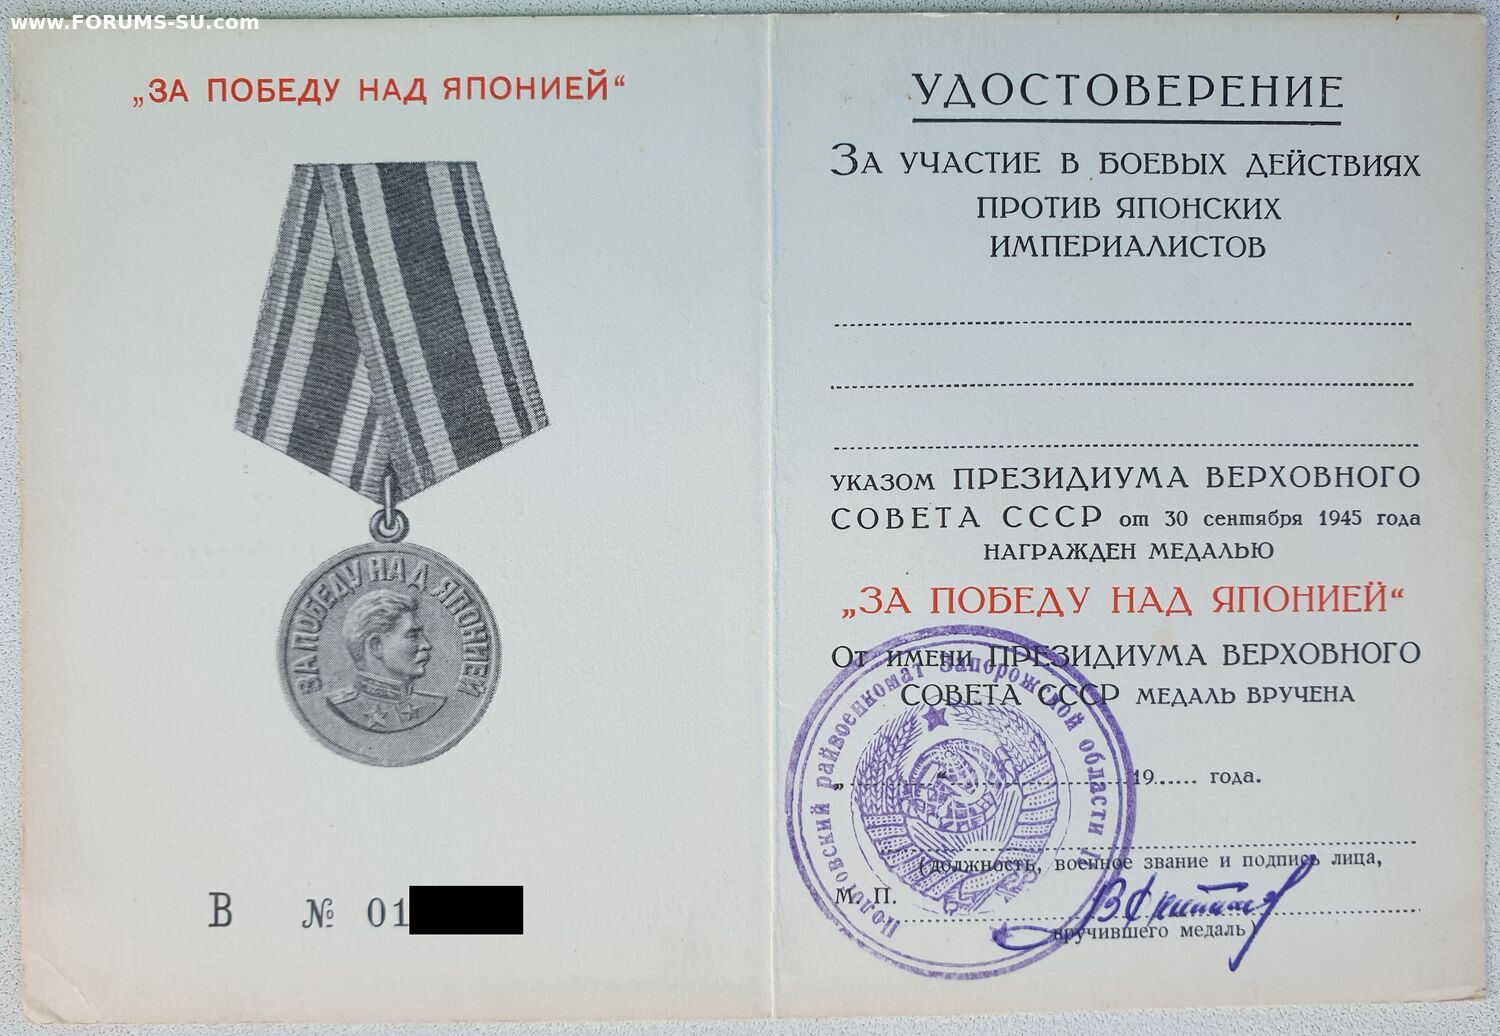 www.FORUMS-SU.com
„ЗА ПОБЕДУ НАД ЯПОНИЕЙ“
ЗА ПОБЕДУ НАД ЯПОНИЕЙ
В № 01
УДОСТОВЕРЕНИЕ
За участие в боевых действиях
против японских
империалистов
указом ПРЕЗИДИУМА ВЕРХОВНОГО
СОВЕТА СССР от 30 сентября 1945 года
награжден медалью
„ЗА ПОБЕДУ НАД ЯПОНИЕЙ“
От имени ПРЕЗИДИУМА ВЕРХОВНОГО
СОВЕТА СССР медаль вручена
„ “ 19...... года.
(должность, военное звание и подпись лица,
М. П.
вручившего медаль)
Пологовский райвоенкомат Запорожской области